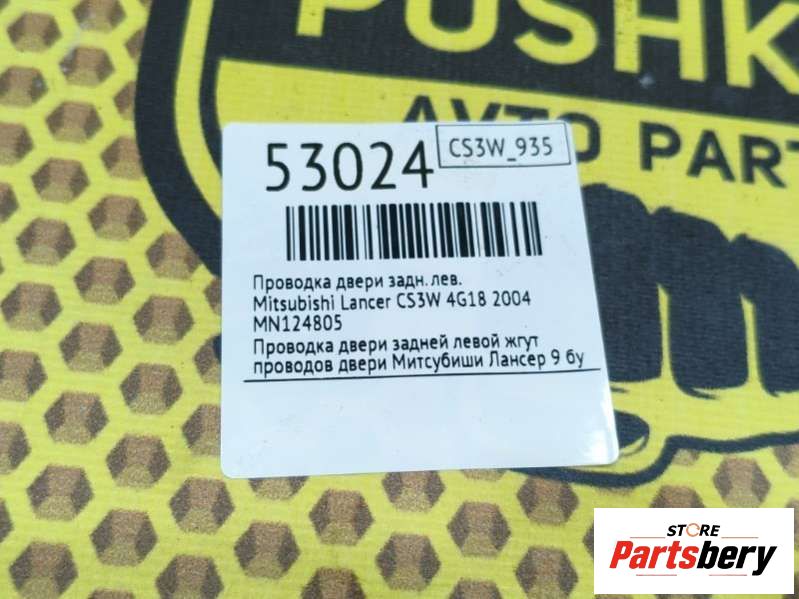 PUSHK
AVTO PART
53024
CS3W_935
Проводка двери задн.лев.
Mitsubishi Lancer CS3W 4G18 2004
MN124805
Проводка двери задней левой жгут
проводов двери Митсубиши Лансер 9 бу
STORE
Partsbery